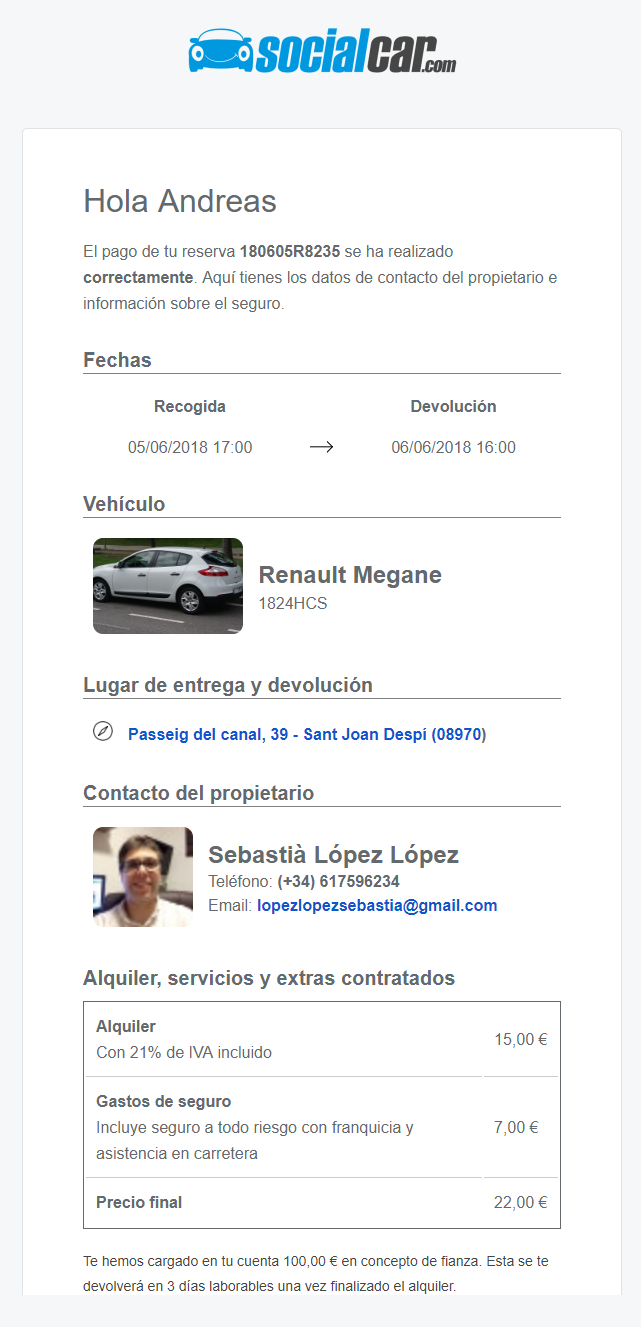 socialcar.com
Hola Andreas
El pago de tu reserva 180605R8235 se ha realizado
correctamente. Aquí tienes los datos de contacto del propietario e
información sobre el seguro.
Fechas
Recogida Devolución
05/06/2018 17:00 → 06/06/2018 16:00
Vehículo
Renault Megane
1824HCS
Lugar de entrega y devolución
Passeig del canal, 39 - Sant Joan Despí (08970)
Contacto del propietario
Sebastià López López
Teléfono: (+34) 617596234
Email: lopezlopezsebastia@gmail.com
Alquiler, servicios y extras contratados
Alquiler
Con 21% de IVA incluido
15,00 €
Gastos de seguro
Incluye seguro a todo riesgo con franquicia y
asistencia en carretera
7,00 €
Precio final 22,00 €
Te hemos cargado en tu cuenta 100,00 € en concepto de fianza. Esta se te
devolverá en 3 días laborables una vez finalizado el alquiler.